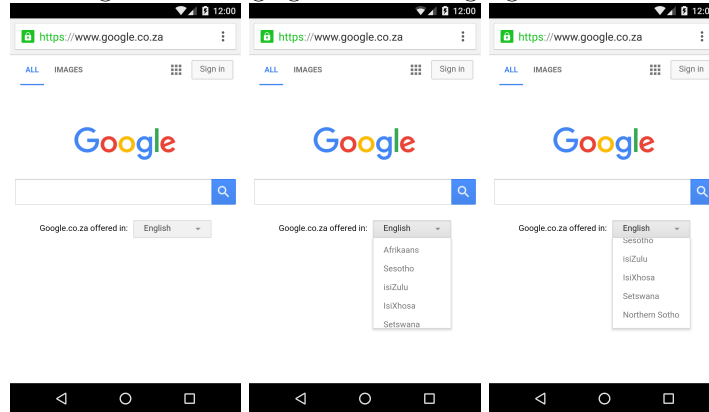 12:00
https://www.google.co.za
ALL IMAGES Sign in
Google
Google.co.za offered in: English
12:00
https://www.google.co.za
ALL IMAGES Sign in
Google
Google.co.za offered in: English
Afrikaans
Sesotho
isiZulu
IsiXhosa
Setswana
12:00
https://www.google.co.za
ALL IMAGES Sign in
Google
Google.co.za offered in: English
Sesotho
isiZulu
IsiXhosa
Setswana
Northern Sotho